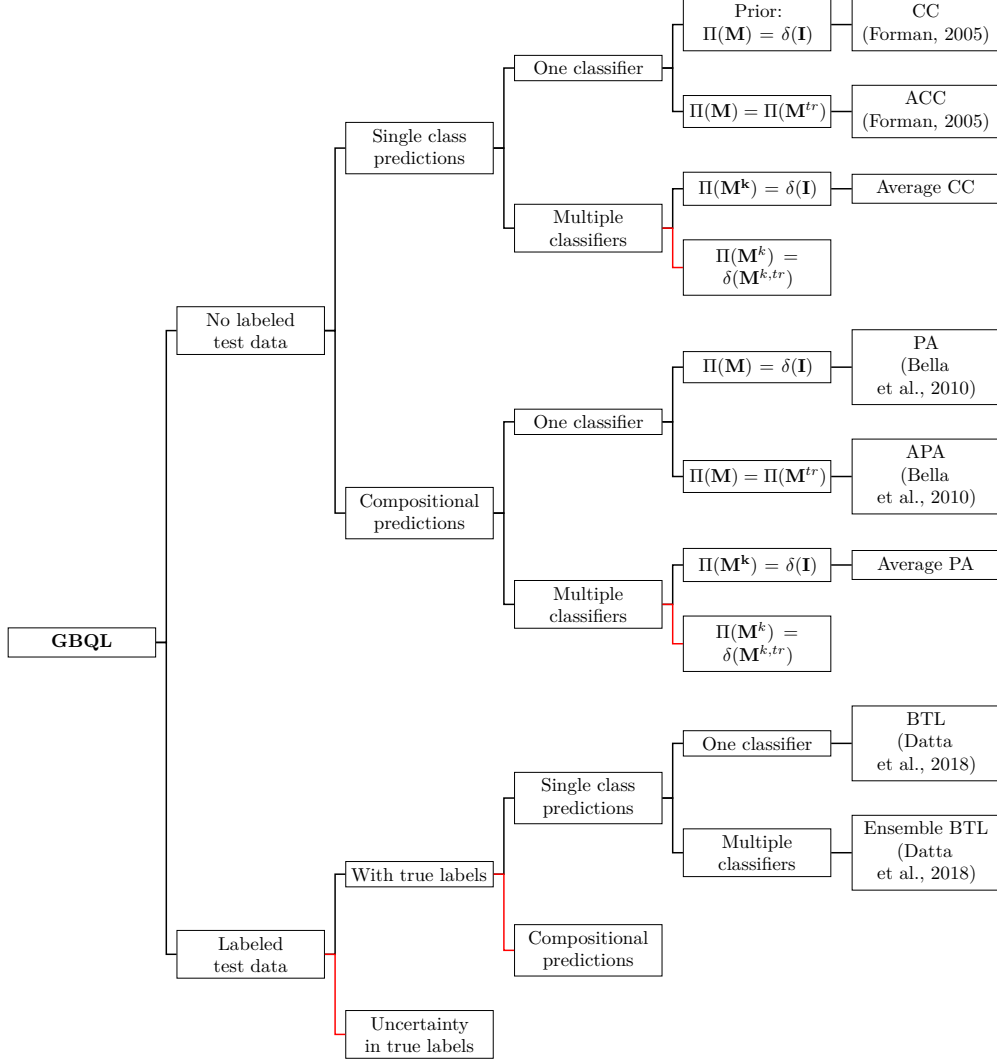 Prior:
Π(M) = δ(I)
CC
(Forman, 2005)
One classifier
Π(M) = Π(M^{tr})
ACC
(Forman, 2005)
Single class
predictions
Π(M^k) = δ(I)
Average CC
Multiple
classifiers
Π(M^k) =
δ(M^{k,tr})
No labeled
test data
Π(M) = δ(I)
PA
(Bella
et al., 2010)
One classifier
Π(M) = Π(M^{tr})
APA
(Bella
et al., 2010)
Compositional
predictions
Π(M^k) = δ(I)
Average PA
Multiple
classifiers
Π(M^k) =
δ(M^{k,tr})
GBQL
One classifier
BTL
(Datta
et al., 2018)
Single class
predictions
Multiple
classifiers
Ensemble BTL
(Datta
et al., 2018)
With true labels
Compositional
predictions
Labeled
test data
Uncertainty
in true labels